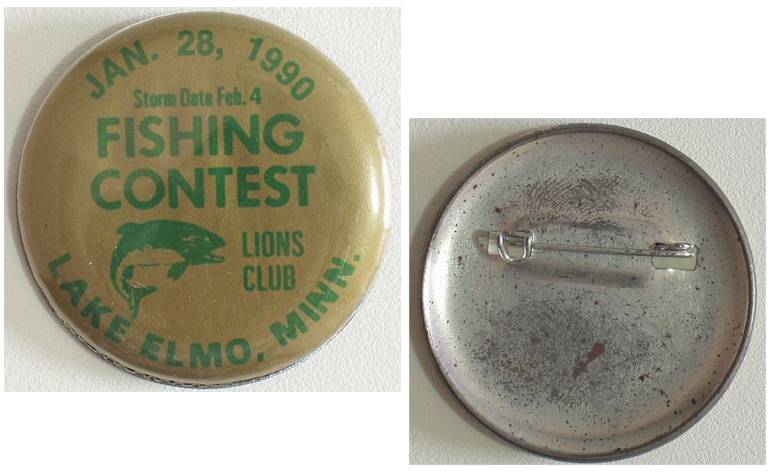 JAN. 28, 1990
Storm Date Feb. 4
FISHING
CONTEST
LIONS
CLUB
LAKE ELMO, MINN.